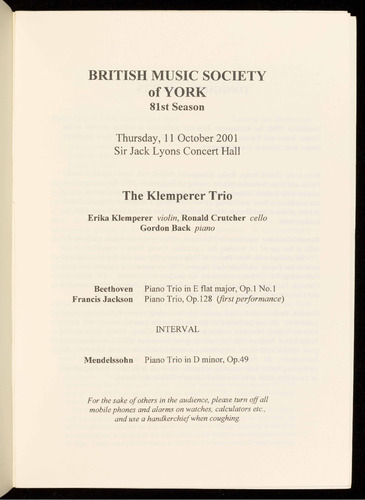 BRITISH MUSIC SOCIETY
of YORK
81st Season
Thursday, 11 October 2001
Sir Jack Lyons Concert Hall
The Klemperer Trio
Erika Klemperer violin, Ronald Crutcher cello
Gordon Back piano
Beethoven Piano Trio in E flat major, Op.1 No.1
Francis Jackson Piano Trio, Op.128 (first performance)
INTERVAL
Mendelssohn Piano Trio in D minor, Op.49
For the sake of others in the audience, please turn off all
mobile phones and alarms on watches, calculators etc.,
and use a handkerchief when coughing.